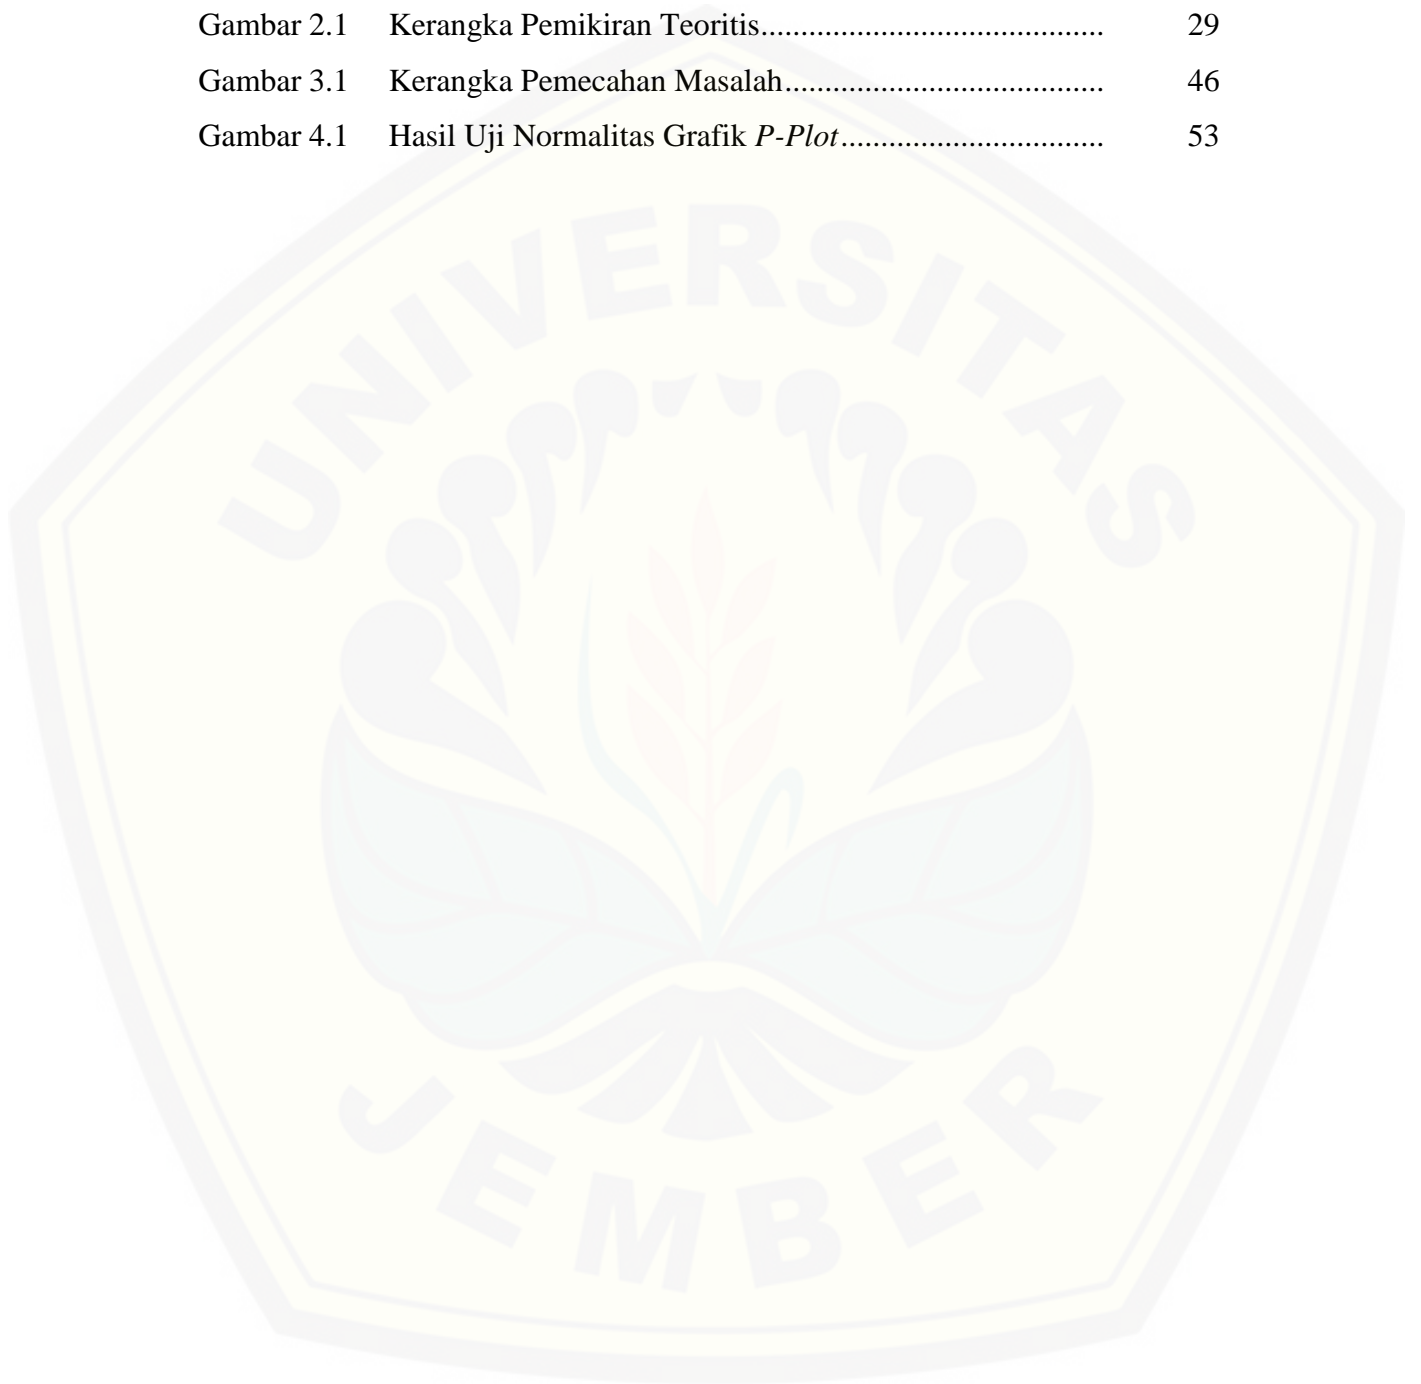 Gambar 2.1 Kerangka Pemikiran Teoritis........................................... 29
Gambar 3.1 Kerangka Pemecahan Masalah........................................ 46
Gambar 4.1 Hasil Uji Normalitas Grafik P-Plot................................. 53
UNIVERSITAS
JEMBER